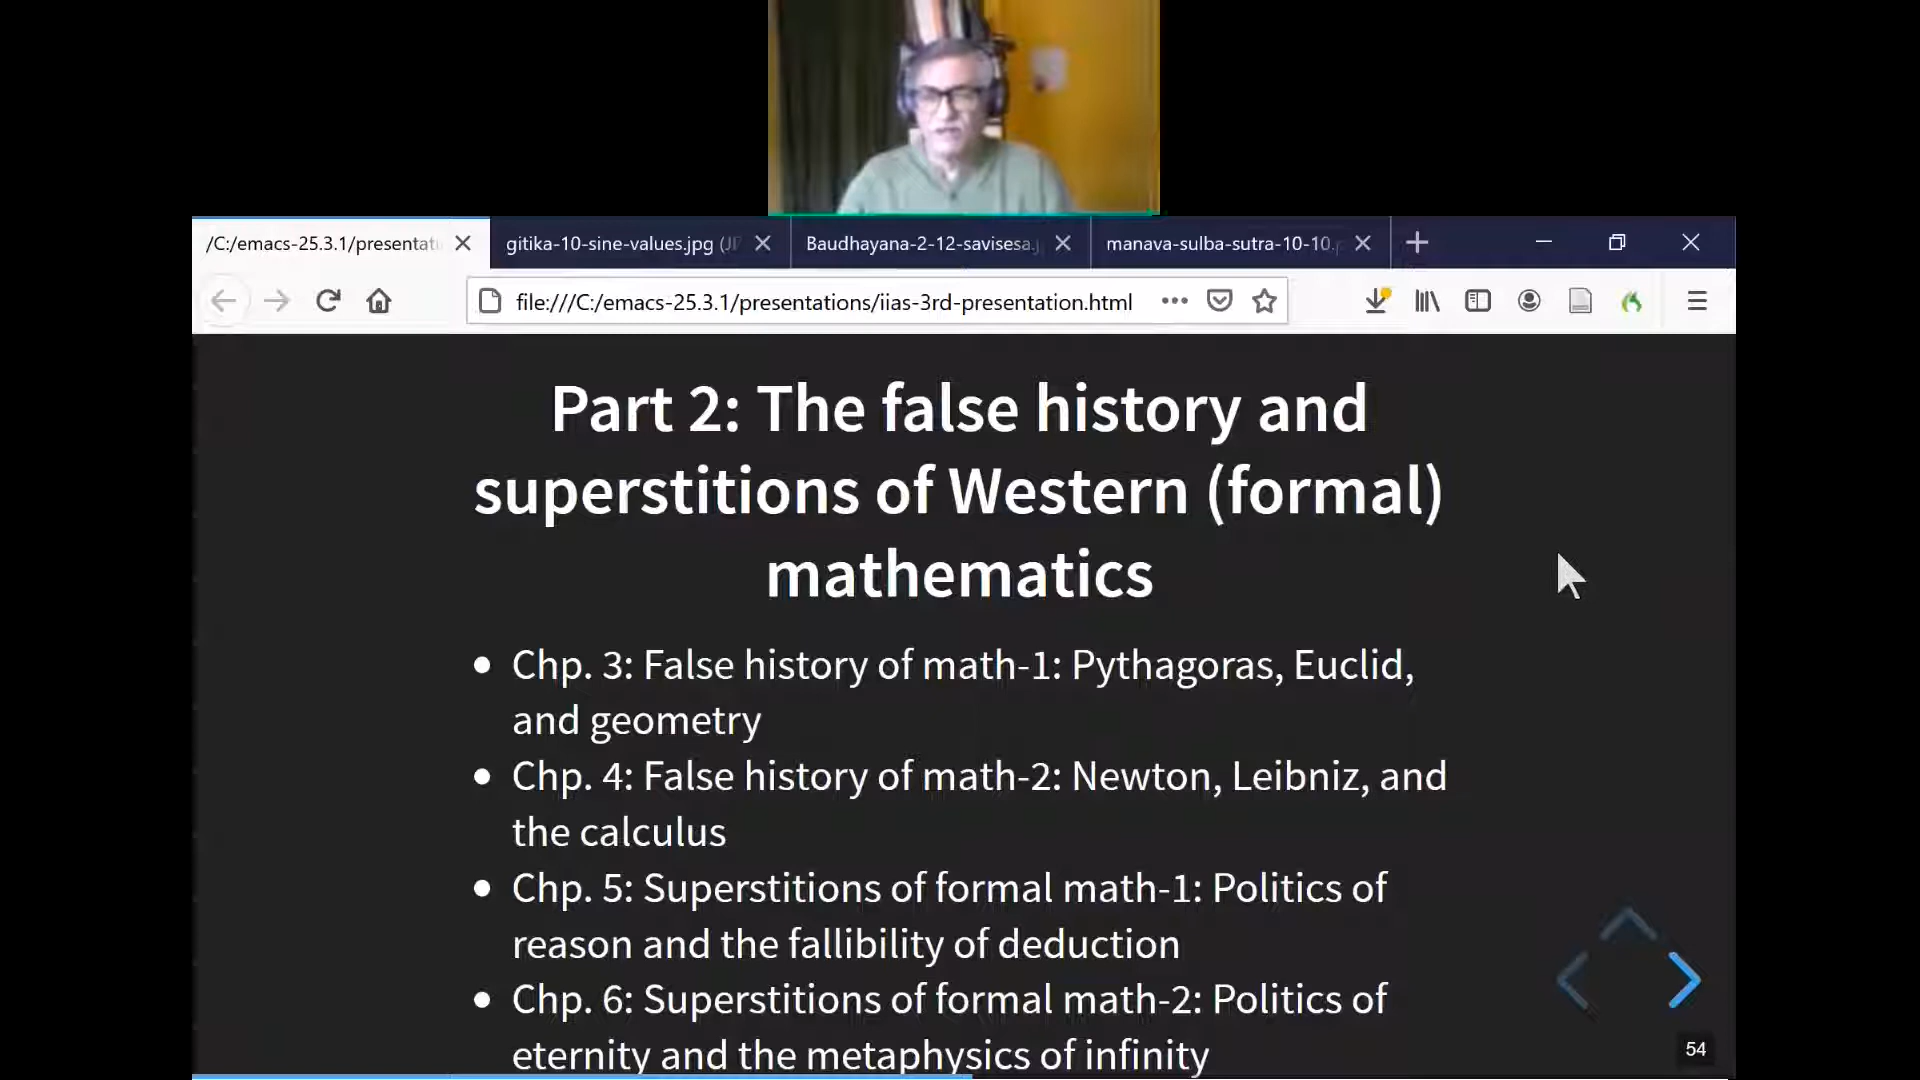 /C:/emacs-25.3.1/presentat
gitika-10-sine-values.jpg (JP
Baudhayana-2-12-savisesa.j
manava-sulba-sutra-10-10.p
file:///C:/emacs-25.3.1/presentations/iias-3rd-presentation.html
Part 2: The false history and
superstitions of Western (formal)
mathematics
• Chp. 3: False history of math-1: Pythagoras, Euclid,
and geometry
• Chp. 4: False history of math-2: Newton, Leibniz, and
the calculus
• Chp. 5: Superstitions of formal math-1: Politics of
reason and the fallibility of deduction
• Chp. 6: Superstitions of formal math-2: Politics of
eternity and the metaphysics of infinity
54